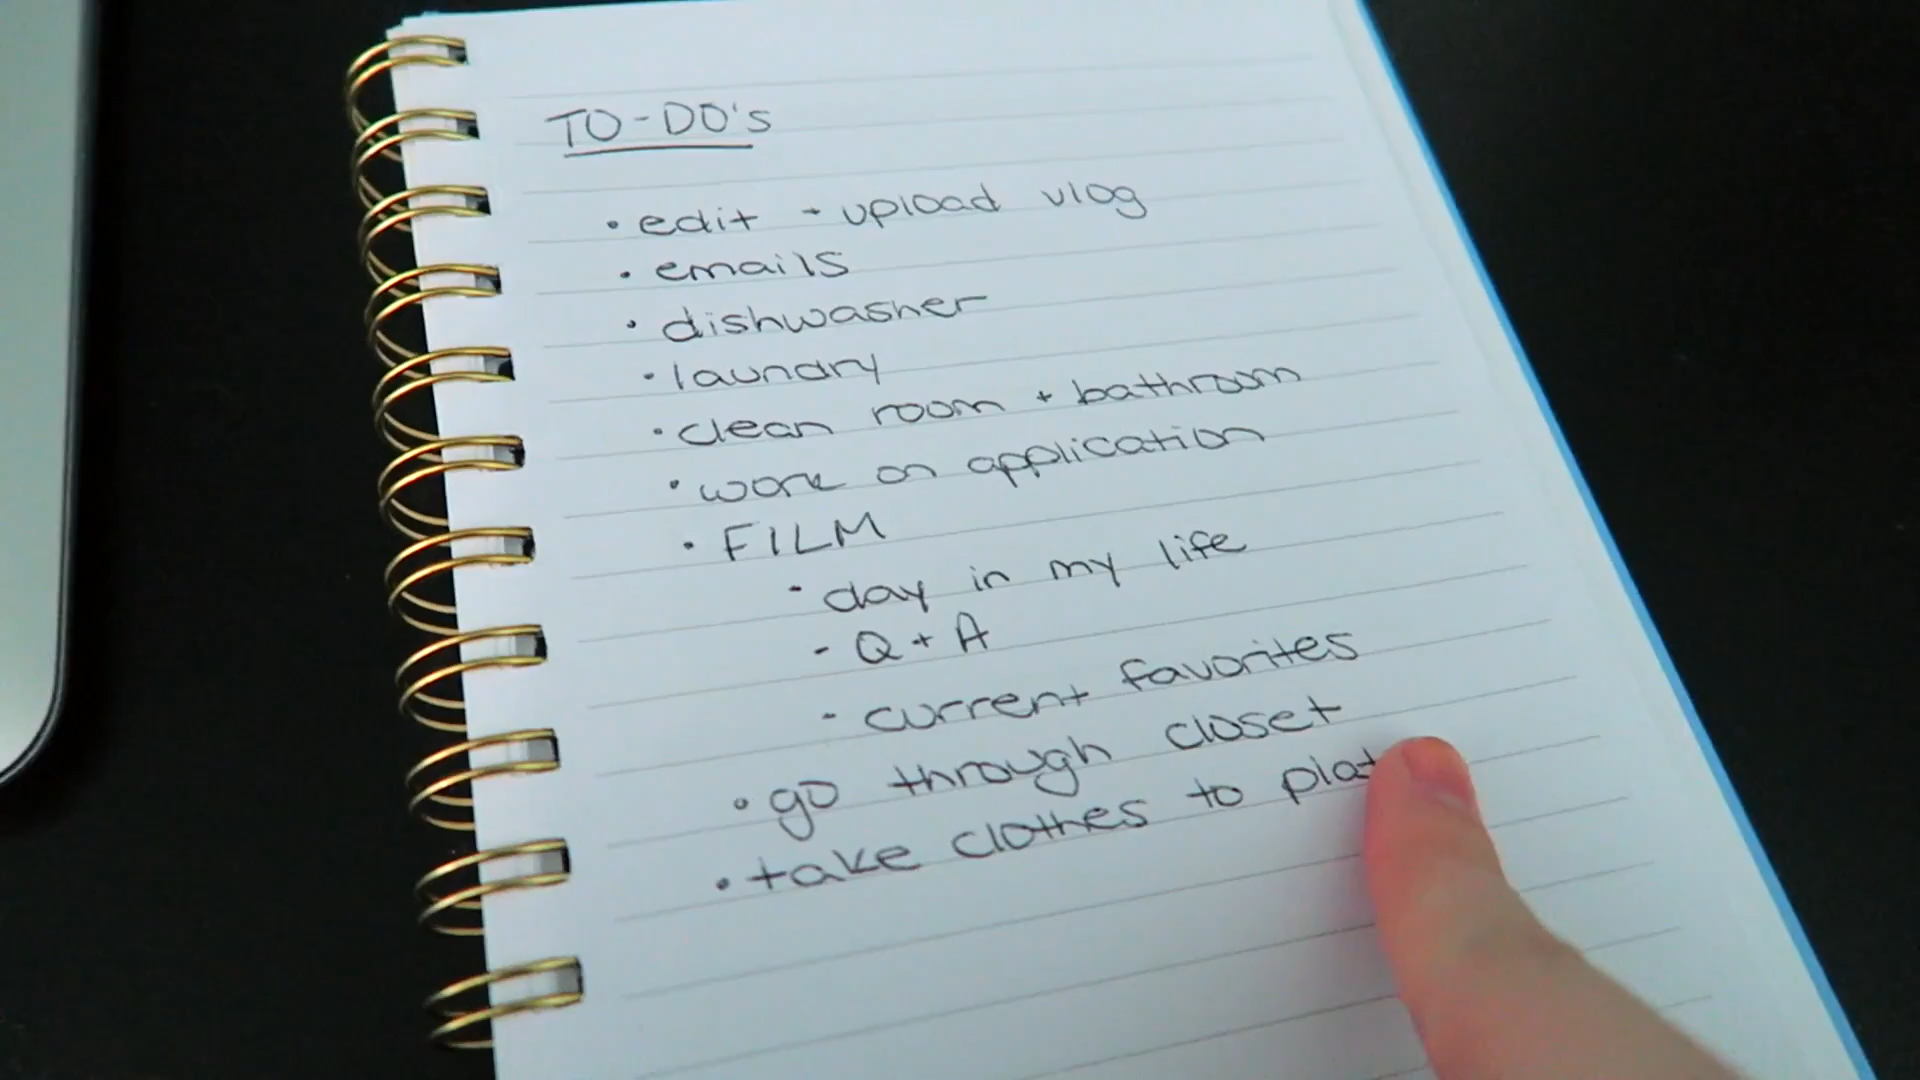 TO-DO's
• edit + upload vlog
• emails
• dishwasher
• laundry
• clean room + bathroom
• work on application
• FILM
- day in my life
- Q + A
- current favorites
• go through closet
• take clothes to